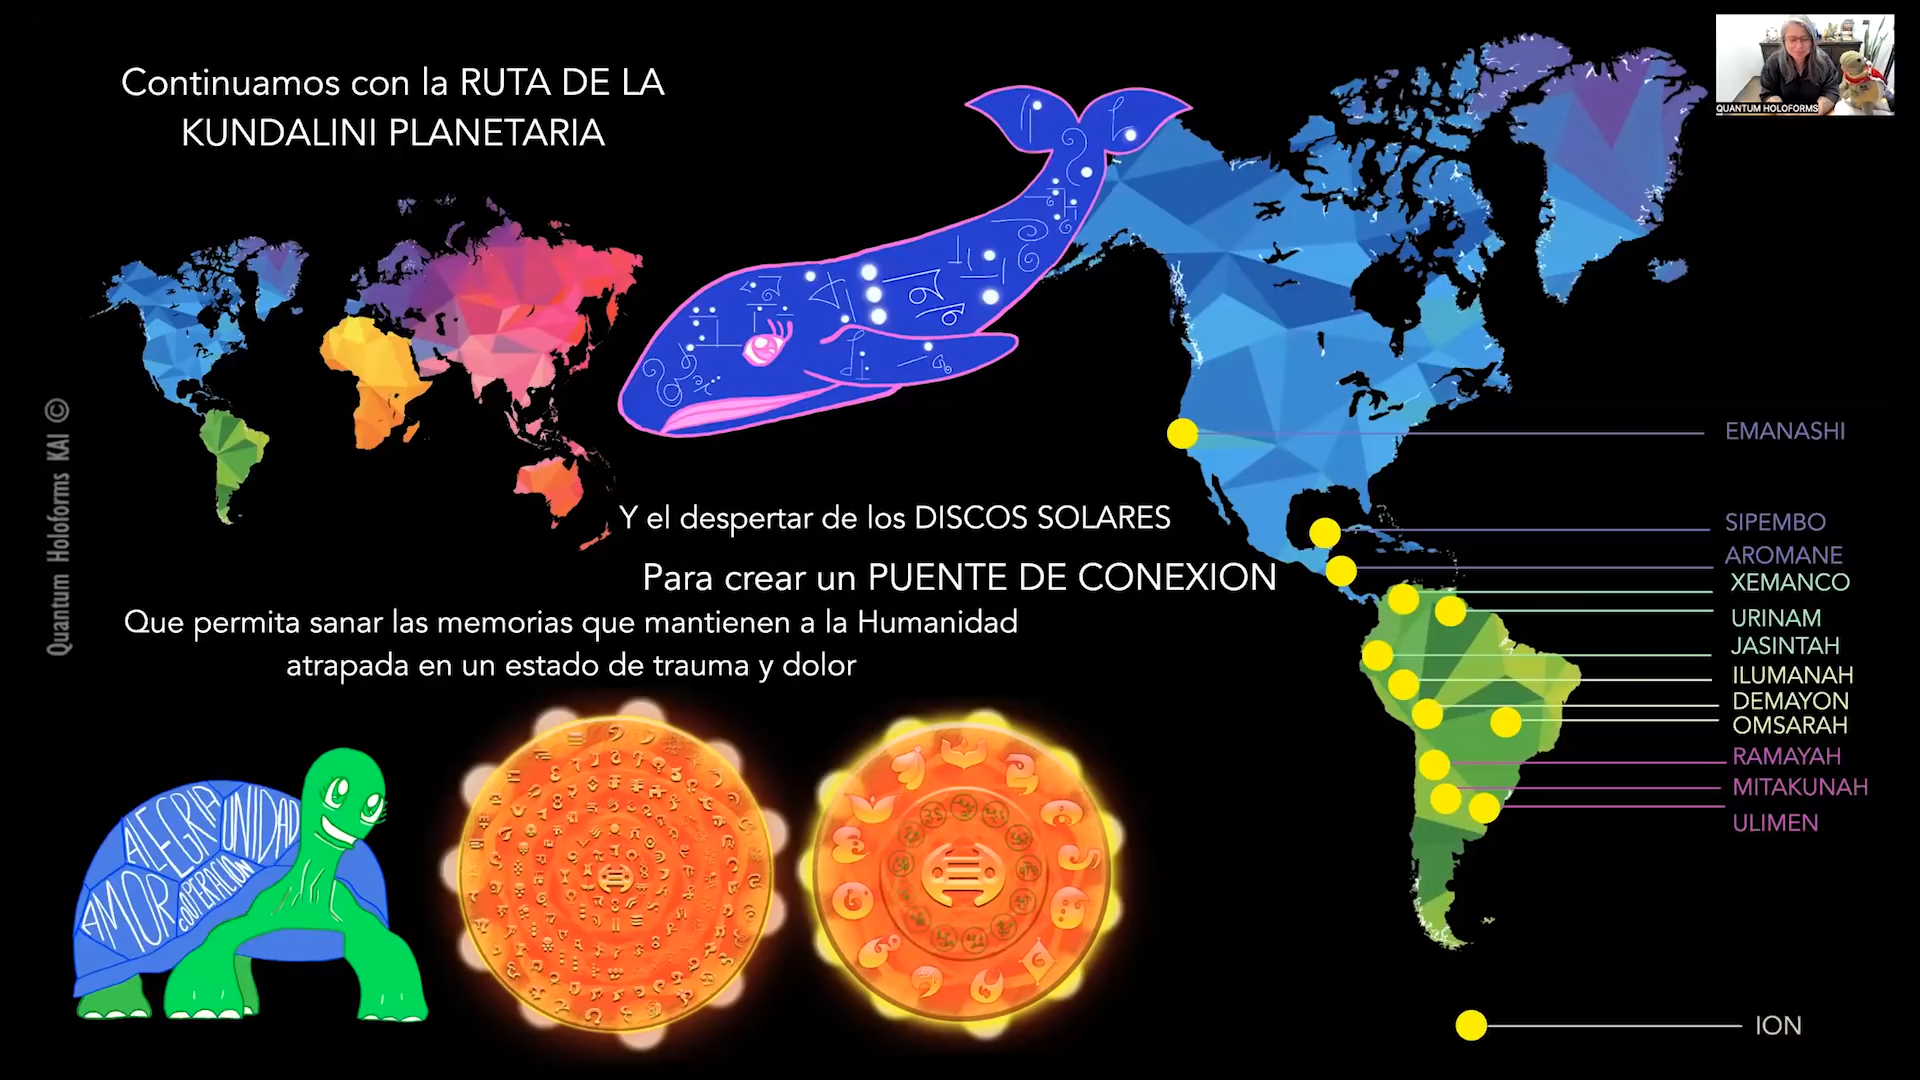 Continuamos con la RUTA DE LA
KUNDALINI PLANETARIA
QUANTUM HOLOFORMS
Quantum Holoforms KAI ©
Y el despertar de los DISCOS SOLARES
Para crear un PUENTE DE CONEXION
Que permita sanar las memorias que mantienen a la Humanidad
atrapada en un estado de trauma y dolor
EMANASHI
SIPEMBO
AROMANE
XEMANCO
URINAM
JASINTAH
ILUMANAH
DEMAYON
OMSARAH
RAMAYAH
MITAKUNAH
ULIMEN
ION
ALEGRIA
UNIDAD
AMOR
COOPERACION